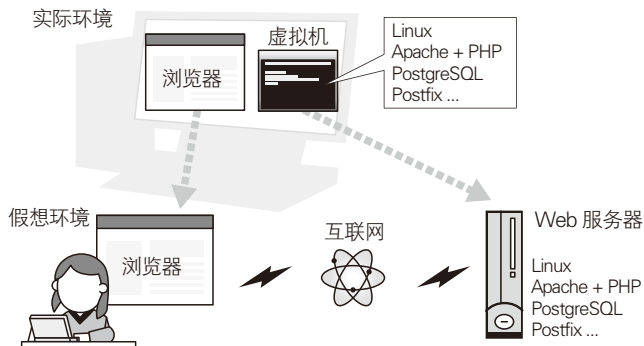 实际环境
虚拟机
浏览器
Linux
Apache + PHP
PostgreSQL
Postfix ...
假想环境
浏览器
互联网
Web 服务器
Linux
Apache + PHP
PostgreSQL
Postfix ...